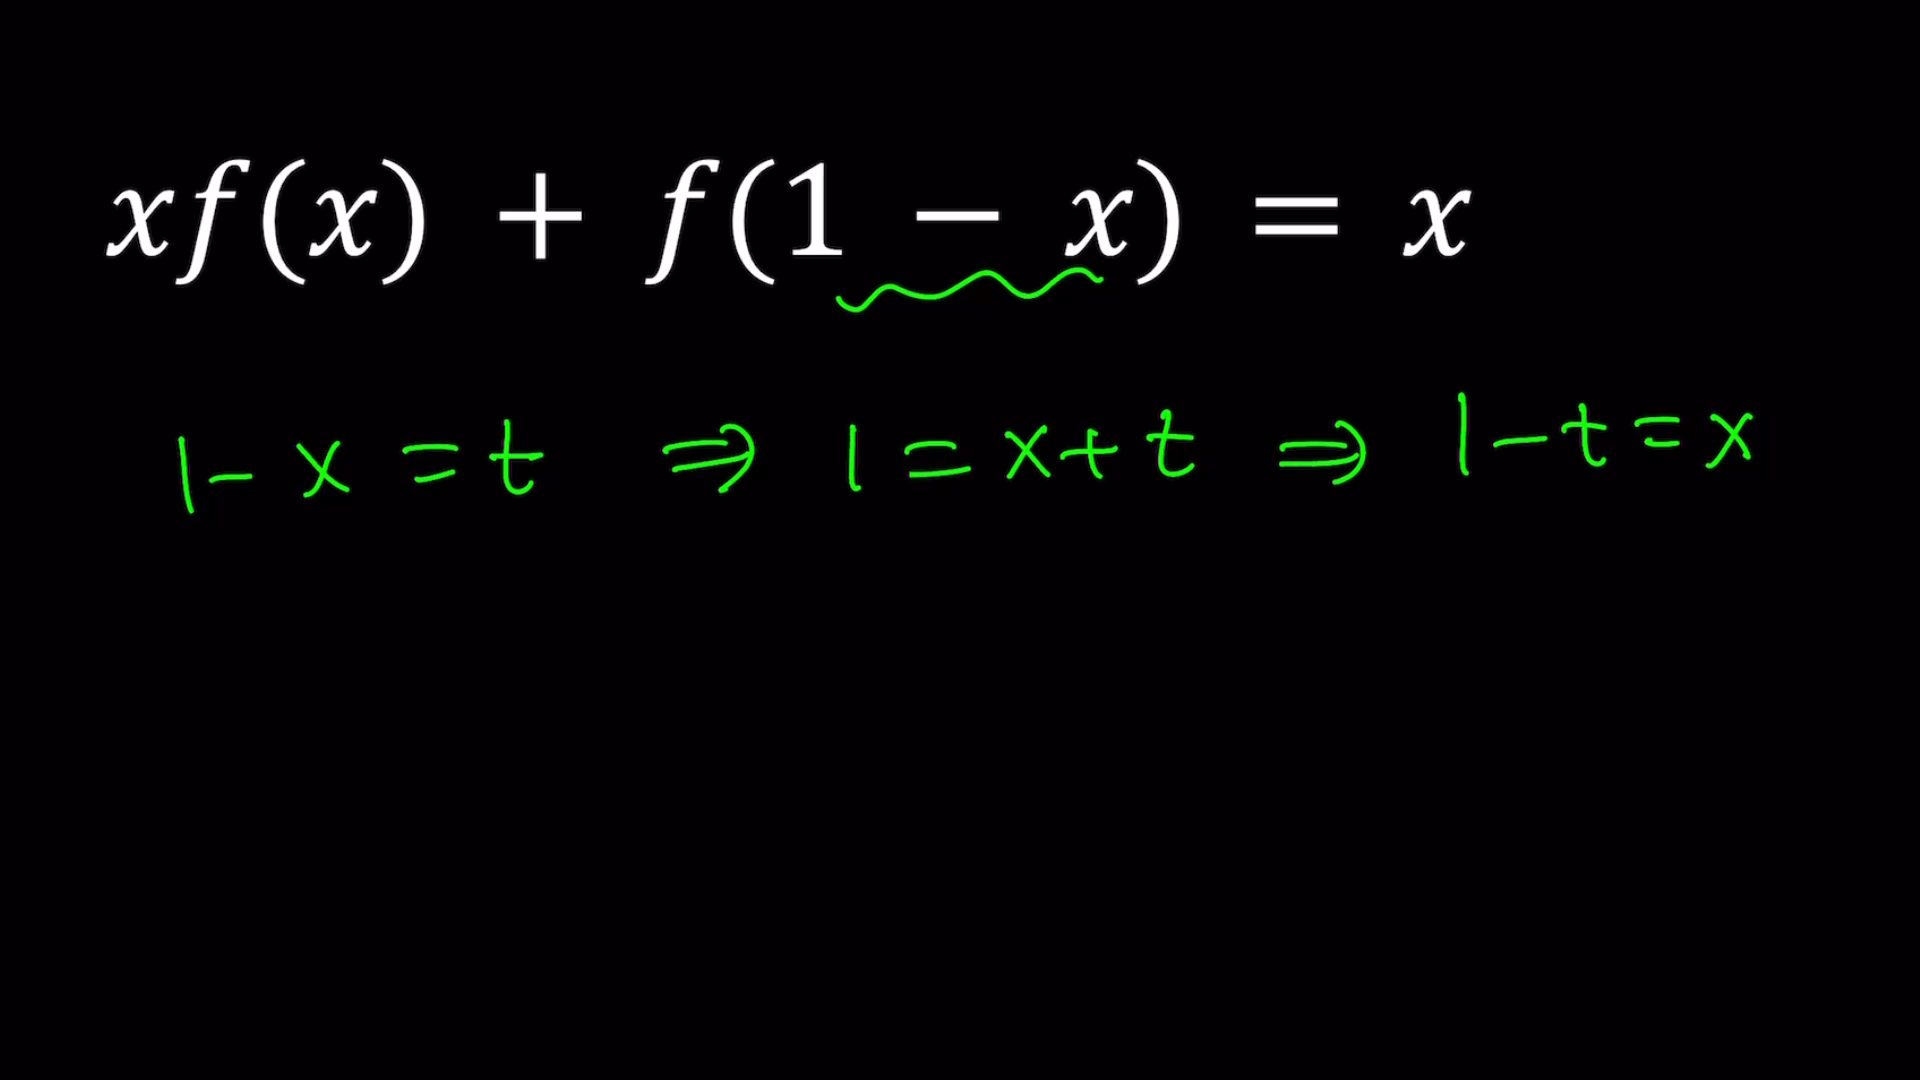 xf(x) + f(1 − x) = x
1 - x = t ⇒ 1 = x + t ⇒ 1 - t = x